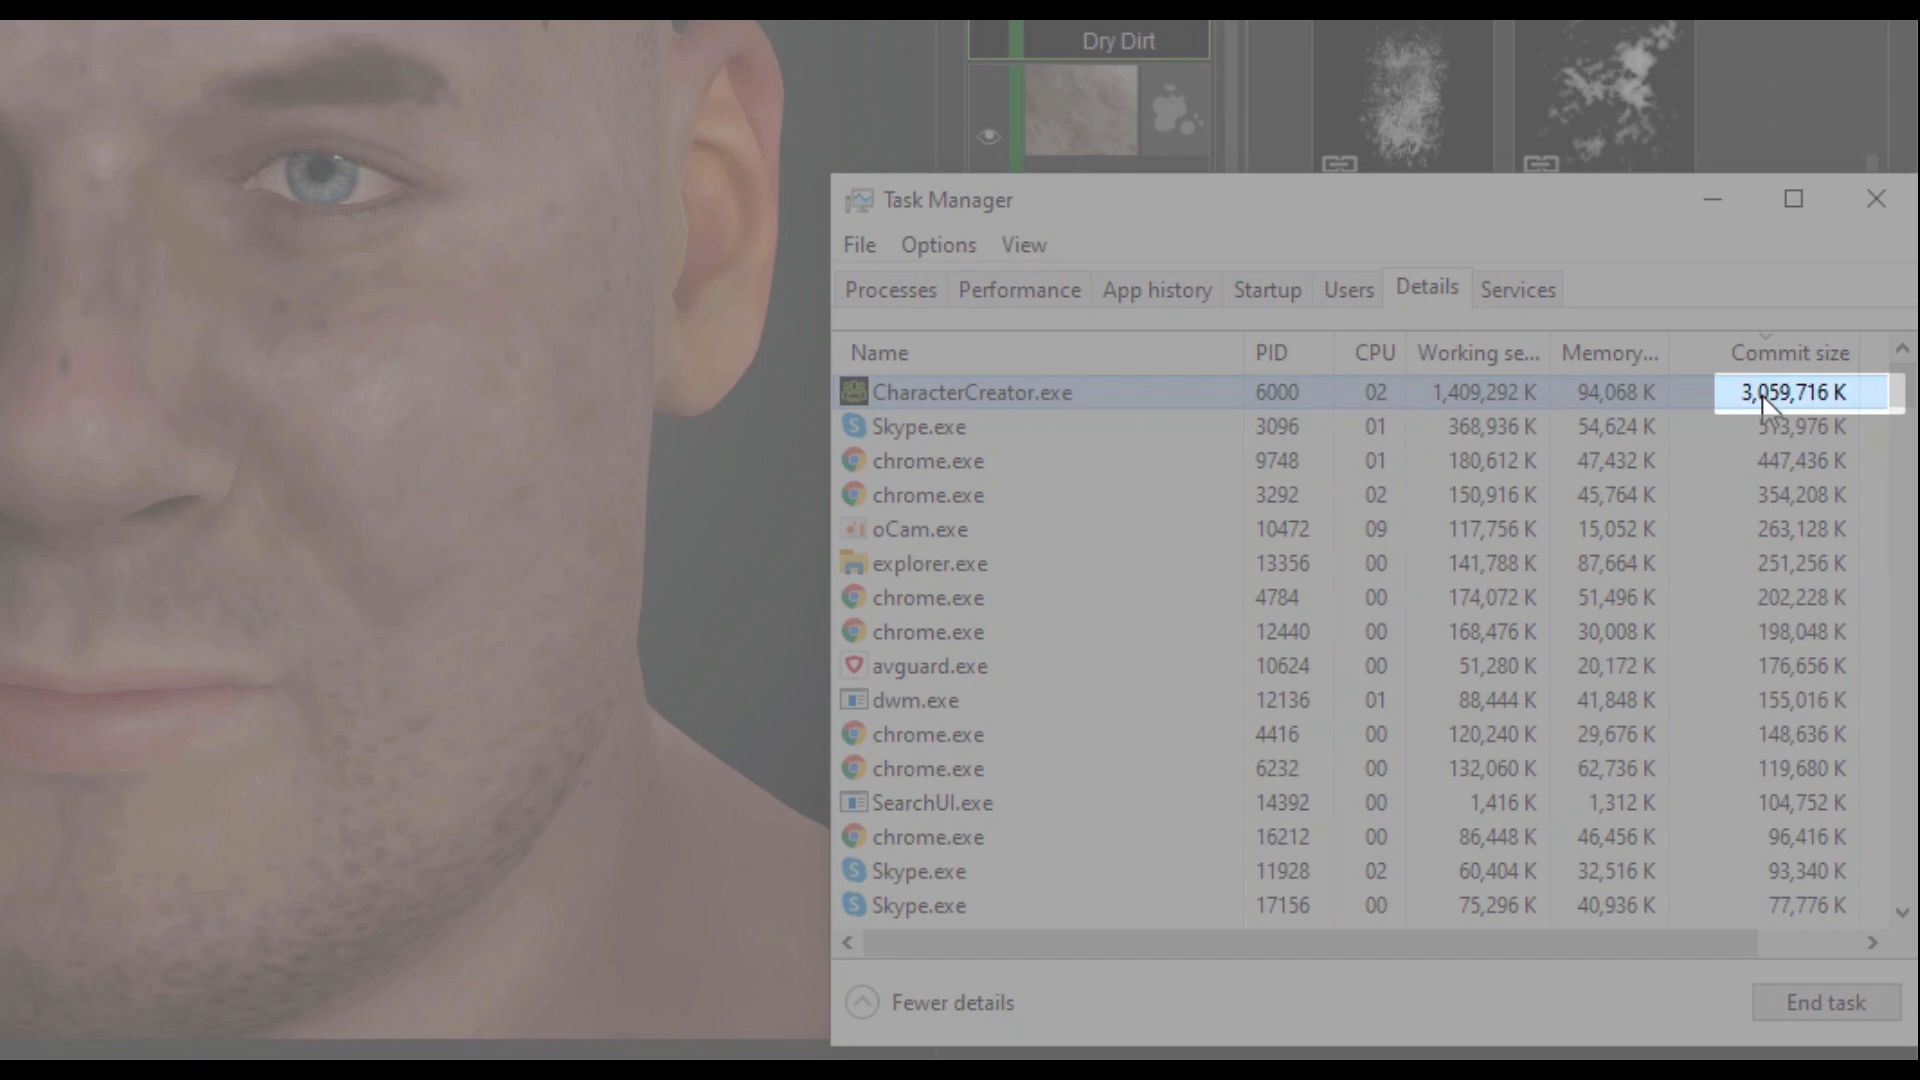 Dry Dirt
Task Manager
File Options View
Processes Performance App history Startup Users Details Services
Name PID CPU Working se... Memory... Commit size
CharacterCreator.exe 6000 02 1,409,292 K 94,068 K 3,059,716 K
Skype.exe 3096 01 368,936 K 54,624 K 513,976 K
chrome.exe 9748 01 180,612 K 47,432 K 447,436 K
chrome.exe 3292 02 150,916 K 45,764 K 354,208 K
oCam.exe 10472 09 117,756 K 15,052 K 263,128 K
explorer.exe 13356 00 141,788 K 87,664 K 251,256 K
chrome.exe 4784 00 174,072 K 51,496 K 202,228 K
chrome.exe 12440 00 168,476 K 30,008 K 198,048 K
avguard.exe 10624 00 51,280 K 20,172 K 176,656 K
dwm.exe 12136 01 88,444 K 41,848 K 155,016 K
chrome.exe 4416 00 120,240 K 29,676 K 148,636 K
chrome.exe 6232 00 132,060 K 62,736 K 119,680 K
SearchUI.exe 14392 00 1,416 K 1,312 K 104,752 K
chrome.exe 16212 00 86,448 K 46,456 K 96,416 K
Skype.exe 11928 02 60,404 K 32,516 K 93,340 K
Skype.exe 17156 00 75,296 K 40,936 K 77,776 K
Fewer details End task